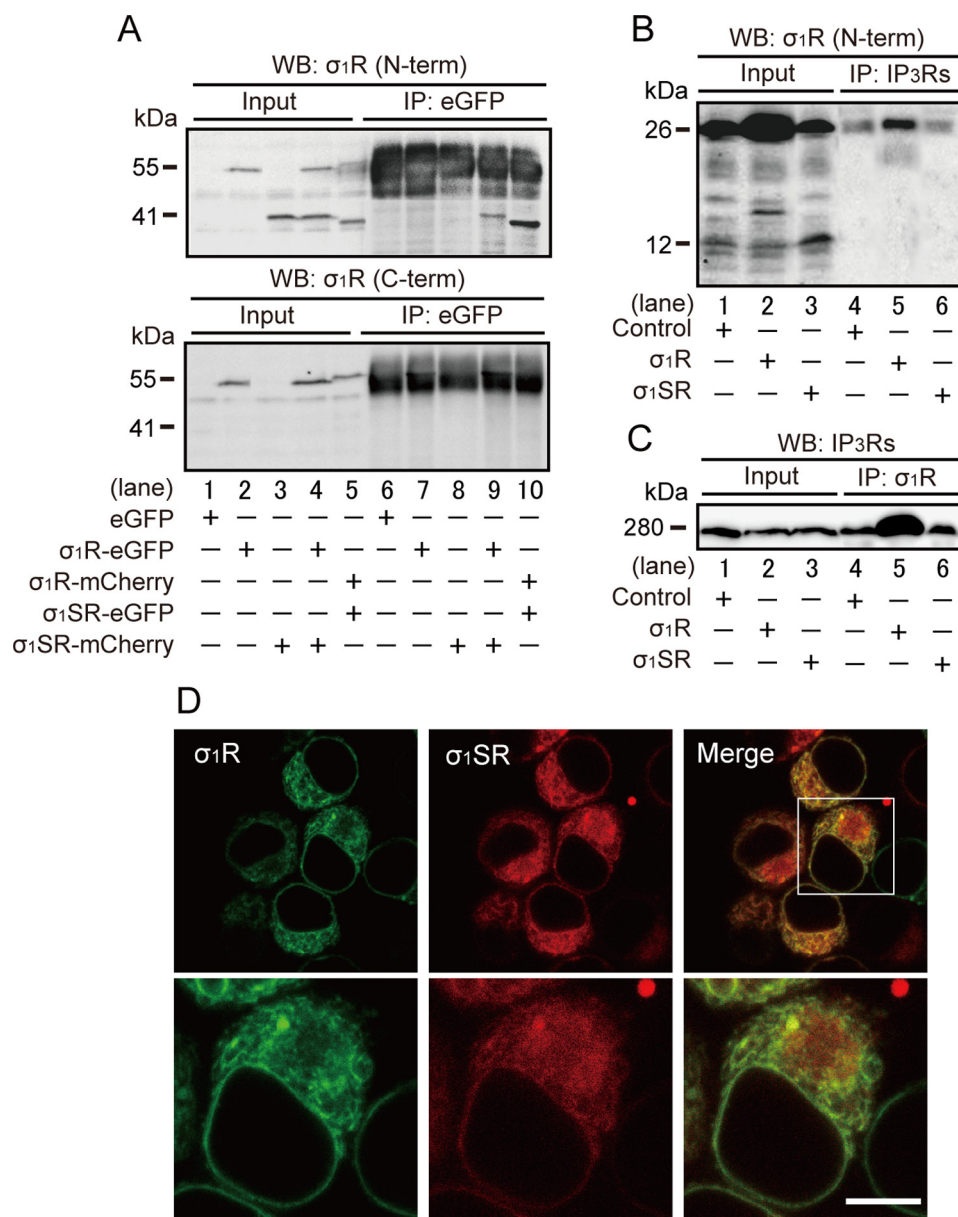 A
WB: σ₁R (N-term)
Input IP: eGFP
kDa
55
41
WB: σ₁R (C-term)
Input IP: eGFP
kDa
55
41
(lane) 1 2 3 4 5 6 7 8 9 10
eGFP + — — — — + — — — —
σ₁R-eGFP — + — + — — + — + —
σ₁R-mCherry — — — — + — — — — +
σ₁SR-eGFP — — — — + — — — — +
σ₁SR-mCherry — — + + — — — + + —
B
WB: σ₁R (N-term)
Input IP: IP₃Rs
kDa
26
12
(lane) 1 2 3 4 5 6
Control + — — + — —
σ₁R — + — — + —
σ₁SR — — + — — +
C
WB: IP₃Rs
Input IP: σ₁R
kDa
280
(lane) 1 2 3 4 5 6
Control + — — + — —
σ₁R — + — — + —
σ₁SR — — + — — +
D
σ₁R σ₁SR Merge